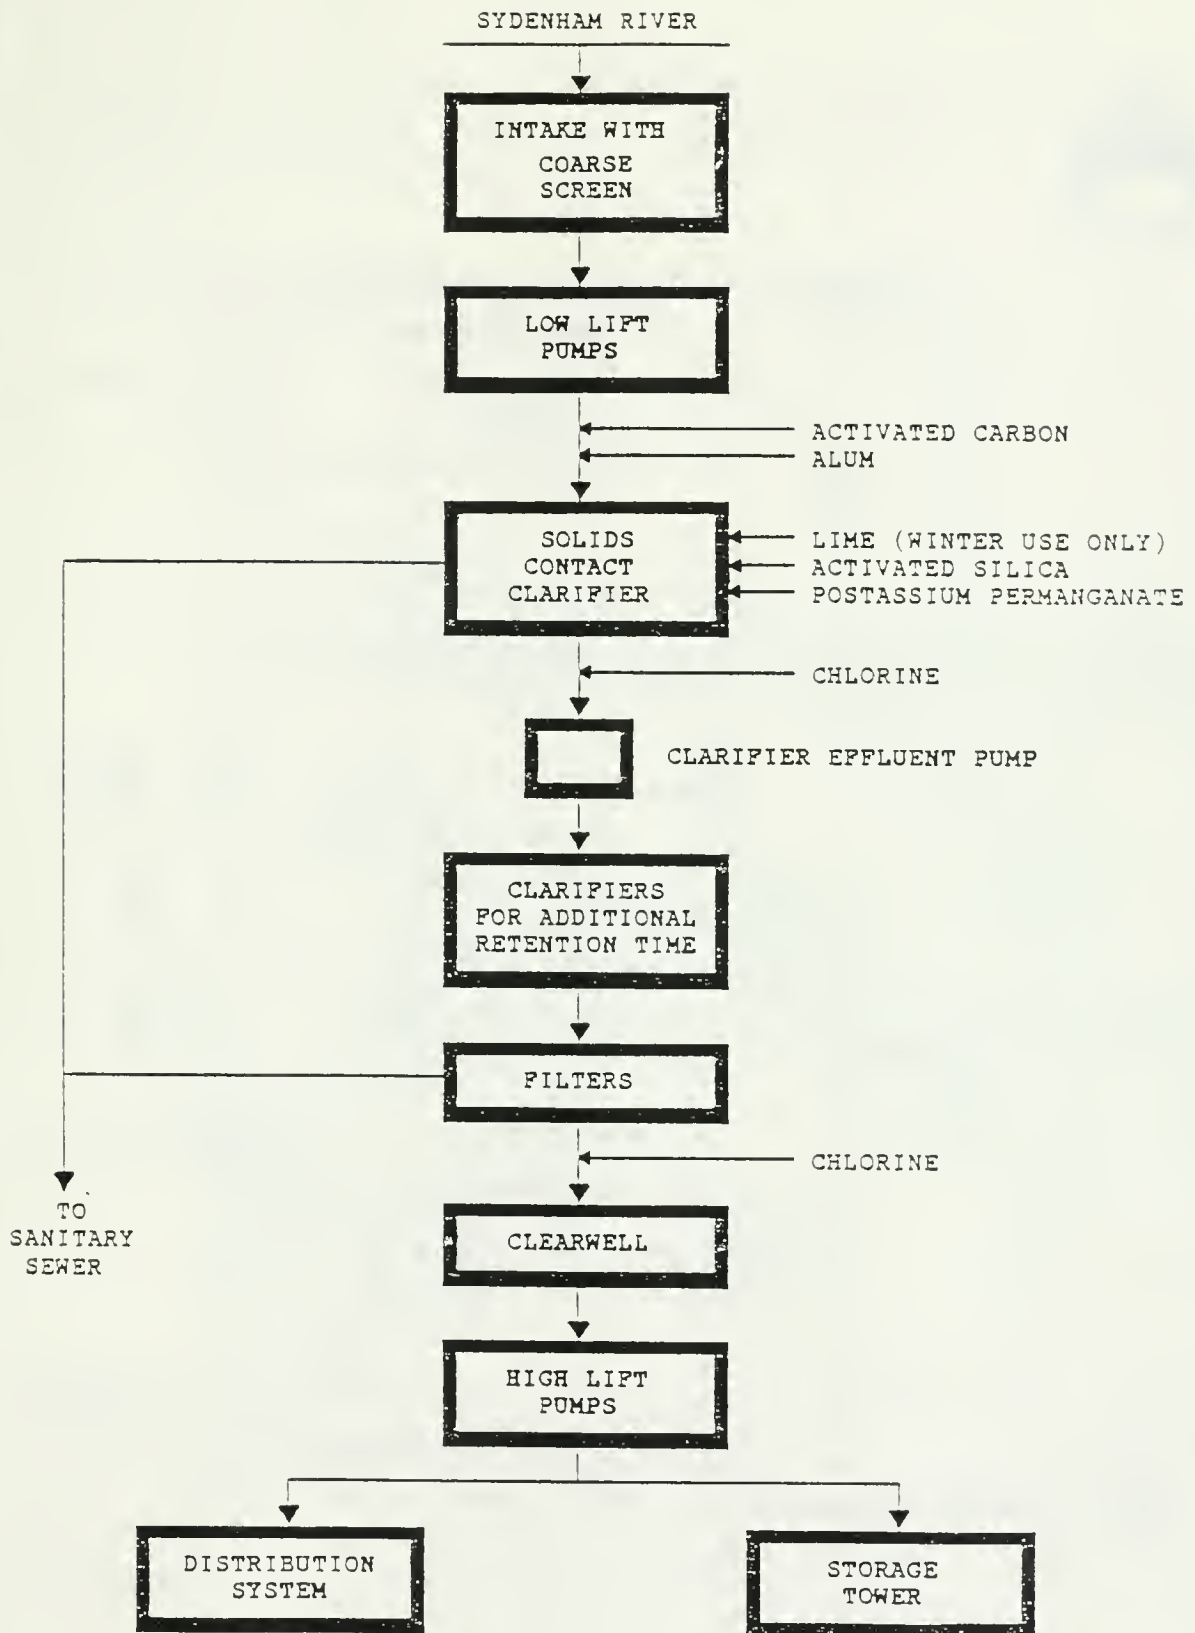 SYDENHAM RIVER
INTAKE WITH
COARSE
SCREEN
LOW LIFT
PUMPS
ACTIVATED CARBON
ALUM
SOLIDS
CONTACT
CLARIFIER
LIME (WINTER USE ONLY)
ACTIVATED SILICA
POSTASSIUM PERMANGANATE
CHLORINE
CLARIFIER EFFLUENT PUMP
CLARIFIERS
FOR ADDITIONAL
RETENTION TIME
FILTERS
CHLORINE
TO
SANITARY
SEWER
CLEARWELL
HIGH LIFT
PUMPS
DISTRIBUTION
SYSTEM
STORAGE
TOWER